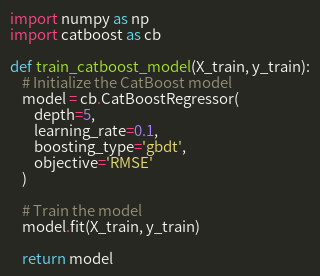 import numpy as np
import catboost as cb

def train_catboost_model(X_train, y_train):
    # Initialize the CatBoost model
    model = cb.CatBoostRegressor(
        depth=5,
        learning_rate=0.1,
        boosting_type='gbdt',
        objective='RMSE'
    )

    # Train the model
    model.fit(X_train, y_train)

    return model